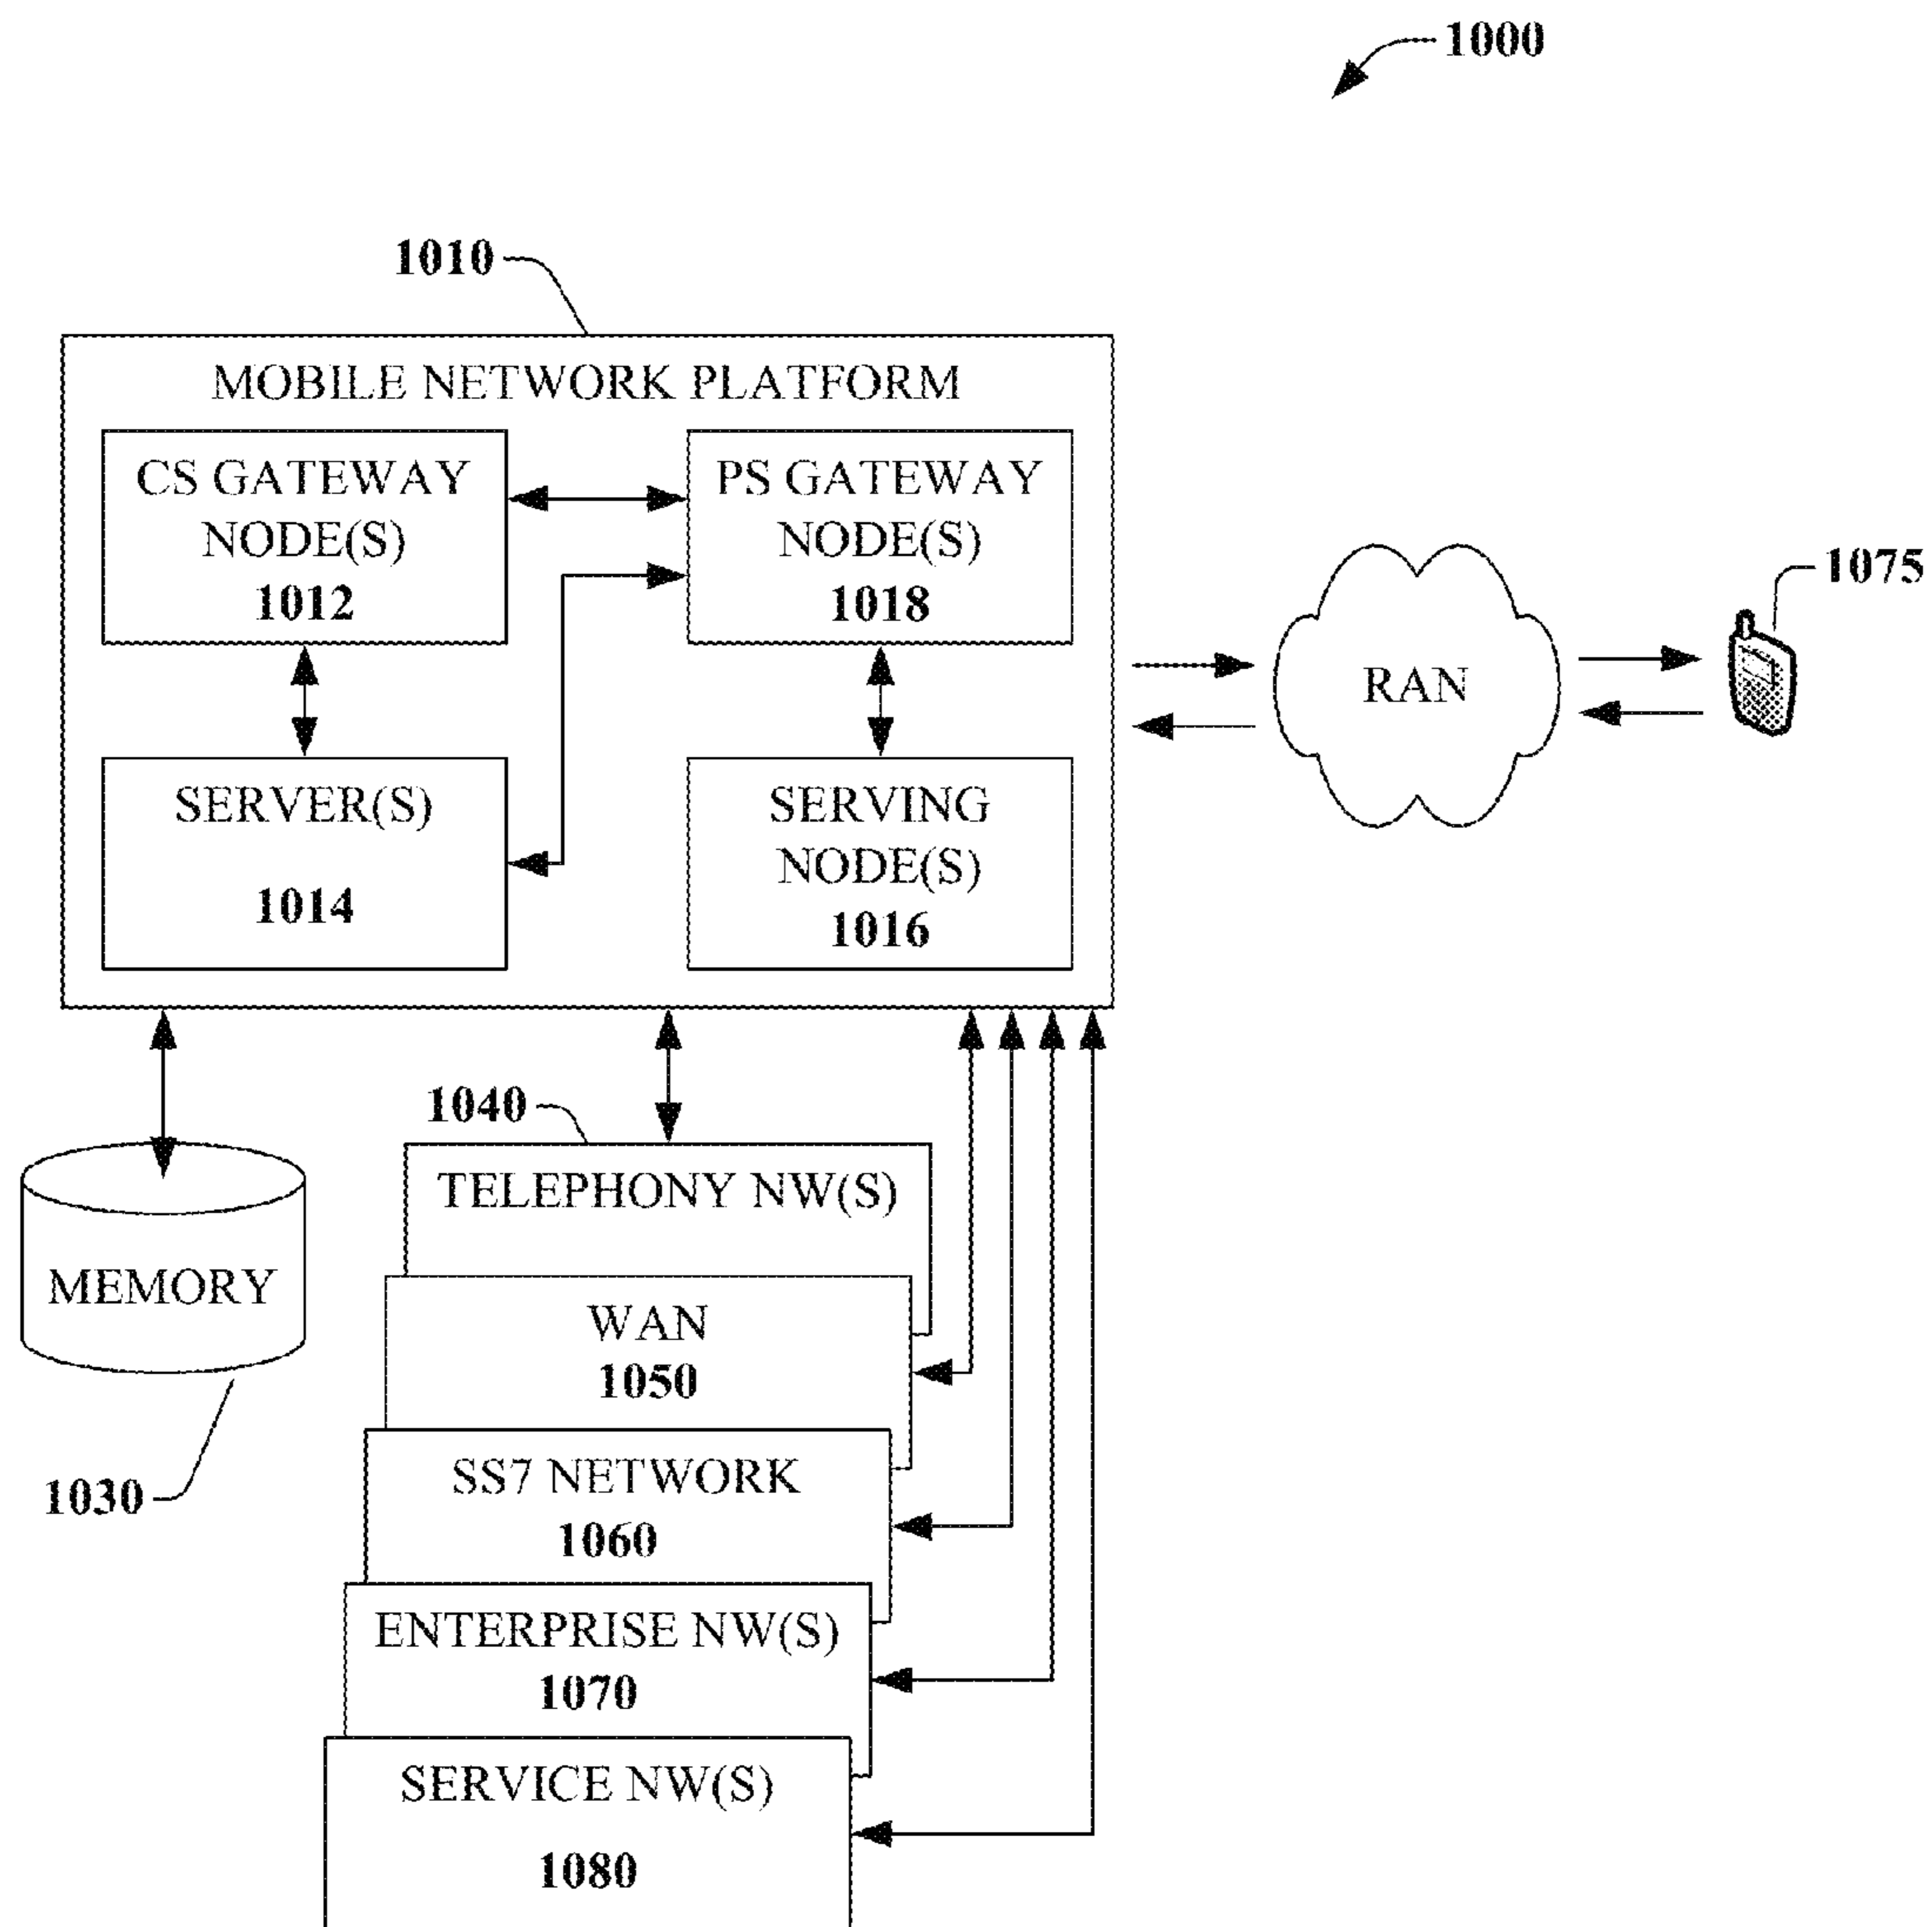 1000
1010
MOBILE NETWORK PLATFORM
CS GATEWAY
NODE(S)
1012
PS GATEWAY
NODE(S)
1018
SERVER(S)
1014
SERVING
NODE(S)
1016
RAN
1075
1040
TELEPHONY NW(S)
MEMORY
1030
WAN
1050
SS7 NETWORK
1060
ENTERPRISE NW(S)
1070
SERVICE NW(S)
1080